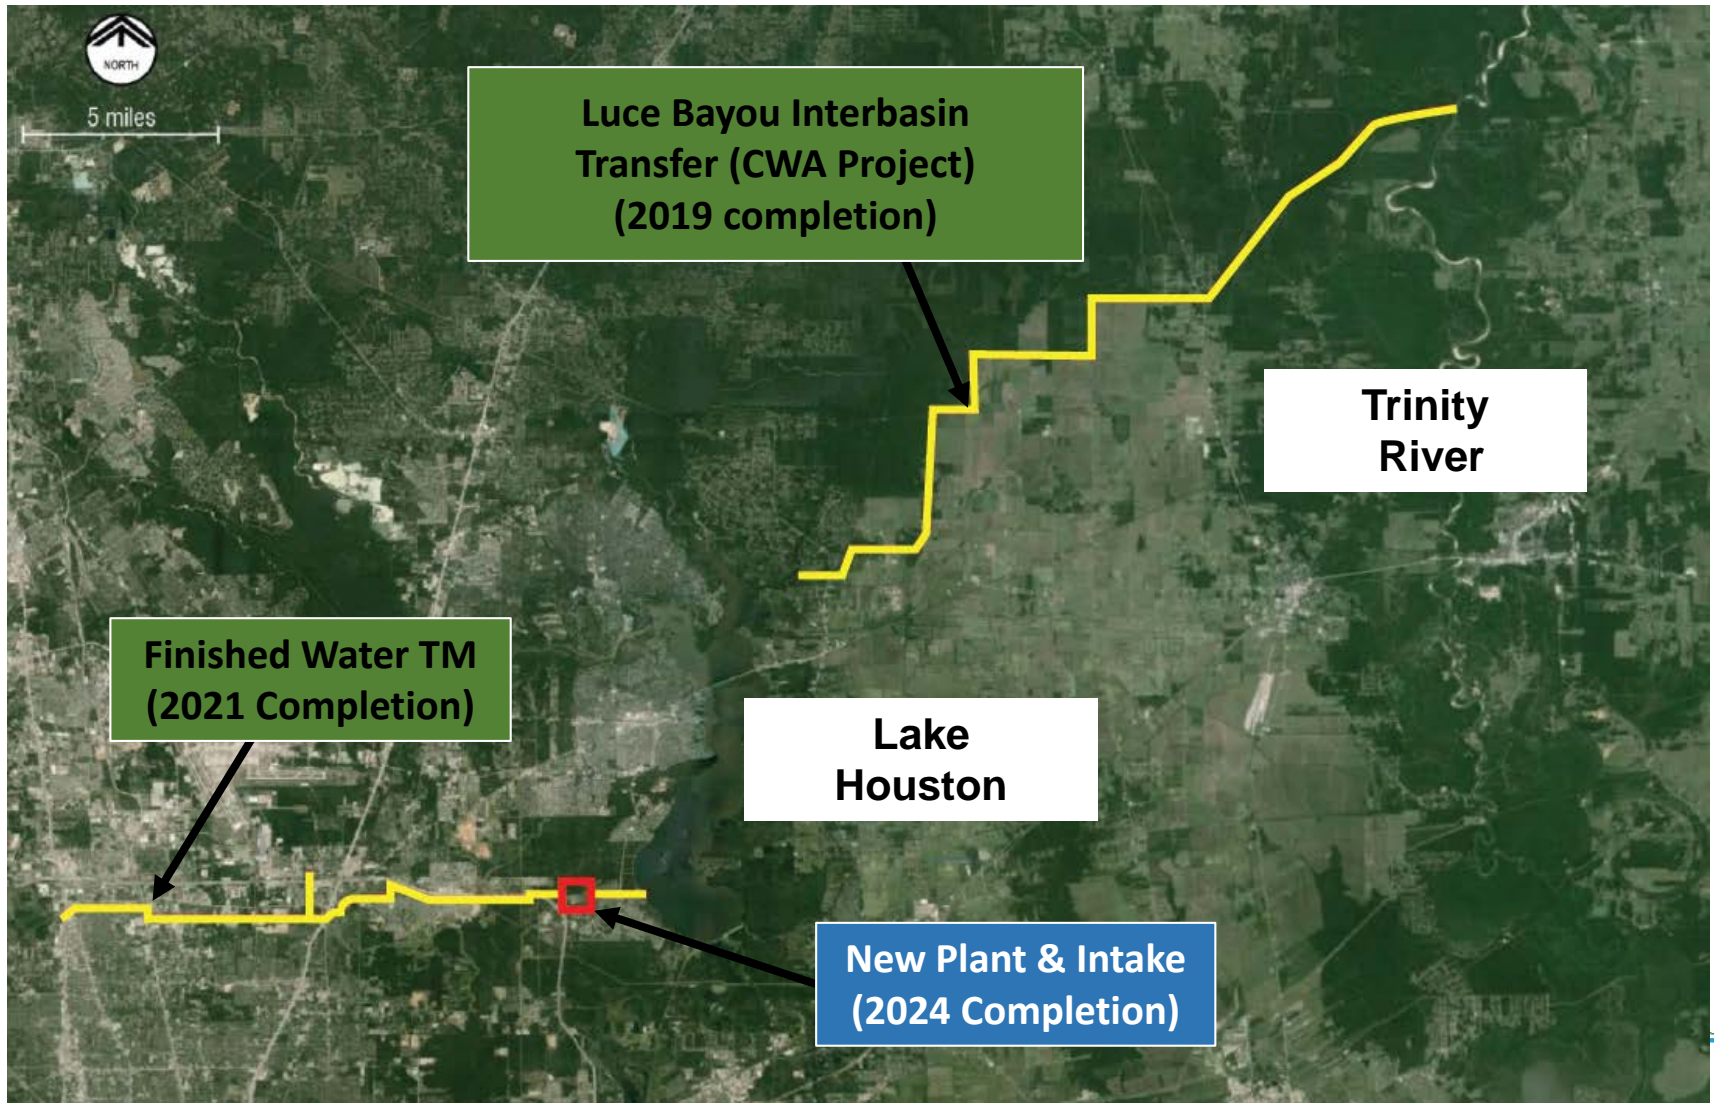 NORTH
5 miles
Luce Bayou Interbasin
Transfer (CWA Project)
(2019 completion)
Trinity
River
Finished Water TM
(2021 Completion)
Lake
Houston
New Plant & Intake
(2024 Completion)